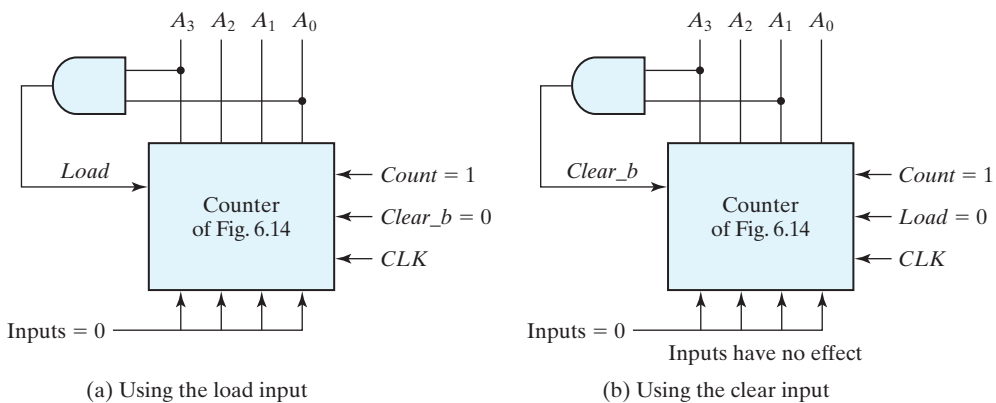 A3 A2 A1 A0
Load
Counter
of Fig. 6.14
Count = 1
Clear_b = 0
CLK
Inputs = 0
(a) Using the load input
A3 A2 A1 A0
Clear_b
Counter
of Fig. 6.14
Count = 1
Load = 0
CLK
Inputs = 0
Inputs have no effect
(b) Using the clear input